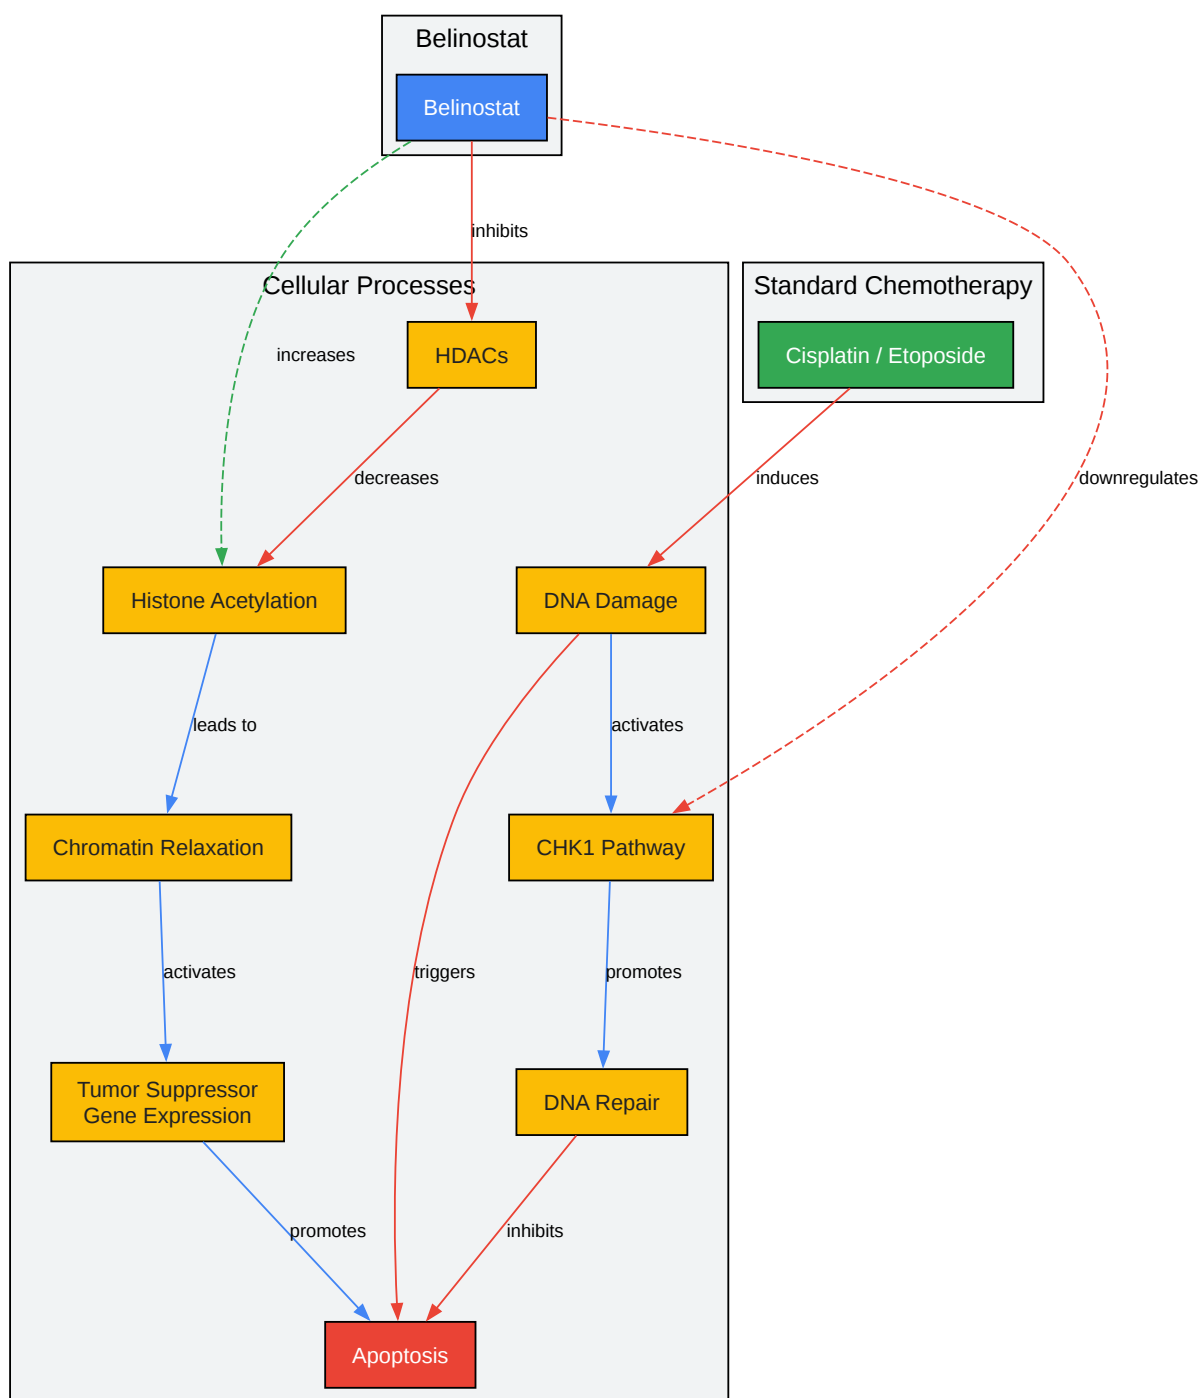 Belinostat
Belinostat
inhibits
Cellular Processes
Standard Chemotherapy
HDACs
Cisplatin / Etoposide
increases
decreases
induces
downregulates
Histone Acetylation
DNA Damage
leads to
activates
Chromatin Relaxation
CHK1 Pathway
activates
triggers
promotes
Tumor Suppressor
Gene Expression
DNA Repair
promotes
inhibits
Apoptosis